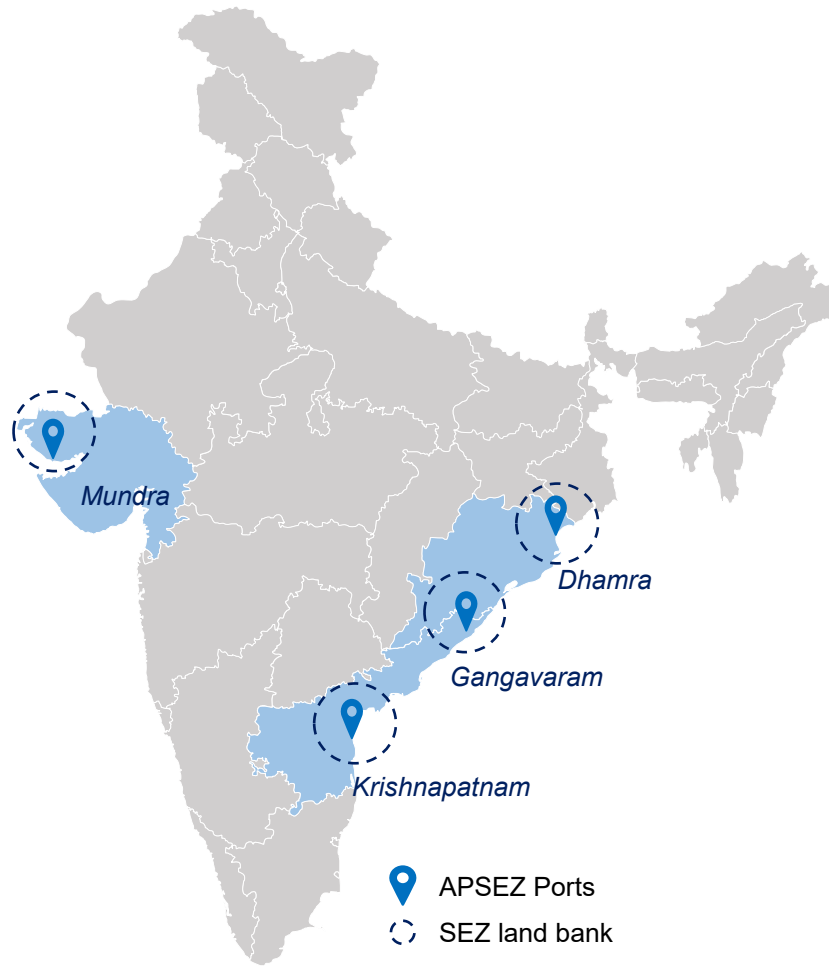 Mundra
Dhamra
Gangavaram
Krishnapatnam
APSEZ Ports
SEZ land bank